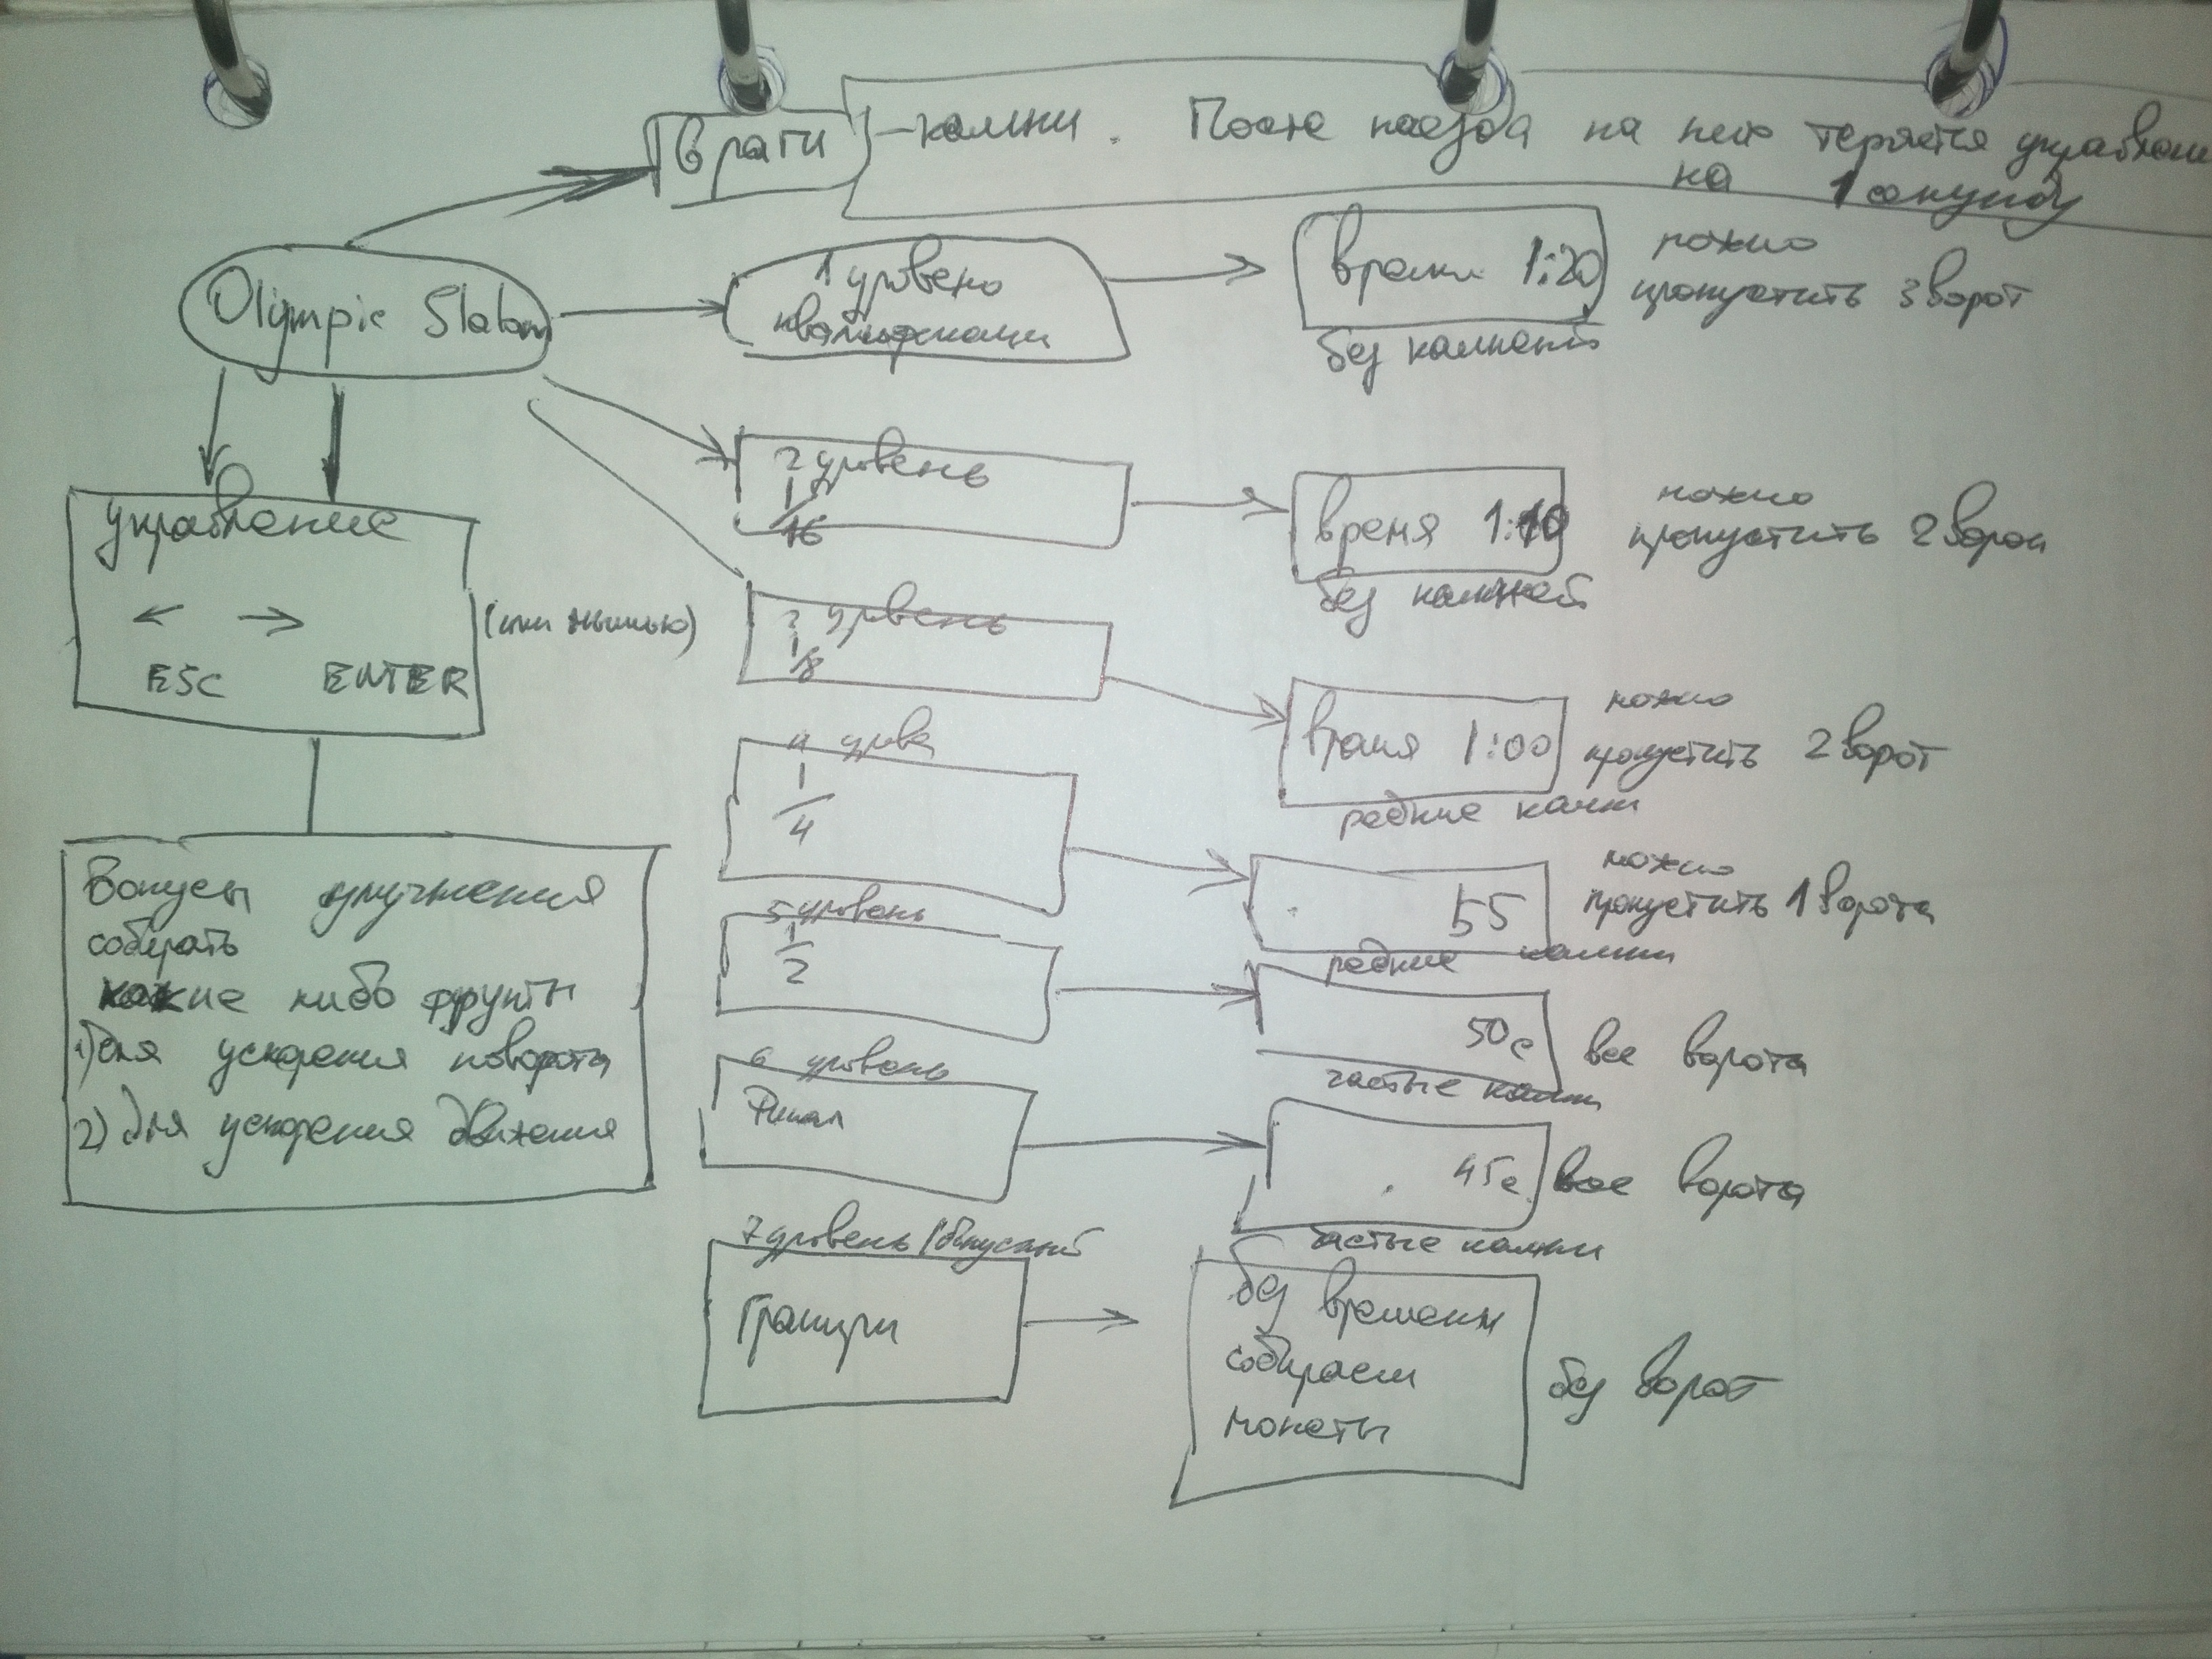 Враги
– камни. После наезда на него теряется управление
на 1 секунду
Olympic Slalom
1 уровень
квалификации
время 1:20
можно
пропустить 3 ворот
без камней
2 уровень
1/16
время 1:10
можно
пропустить 2 ворот
без камней
управление
← →
ESC ENTER
(или мышью)
3 уровень
1/8
время 1:00
можно
пропустить 2 ворот
редкие камни
4 урове
1/4
55
можно
пропустить 1 ворота
редкие камни
5 уровень
1/2
50с
все ворота
частые камни
6 уровень
Финал
45с
все ворота
частые камни
7 уровень / бонусный
без времени
собираем
монеты
без ворот
Бонусы улучшения
собирать
какие нибо фрукты
1) для ускорения поворота
2) для ускорения движения